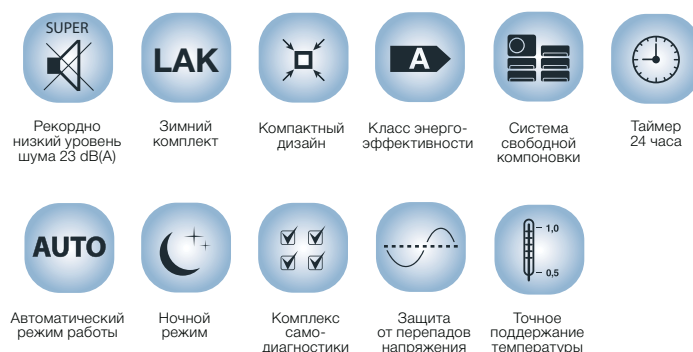 SUPER
LAK
A
Рекордно
низкий уровень
шума 23 dB(A)
Зимний
комплект
Компактный
дизайн
Класс энерго-
эффективности
Система
свободной
компоновки
Таймер
24 часа
AUTO
1,0
0,5
Автоматический
режим работы
Ночной
режим
Комплекс
само-
диагностики
Защита
от перепадов
напряжения
Точное
поддержание
температуры